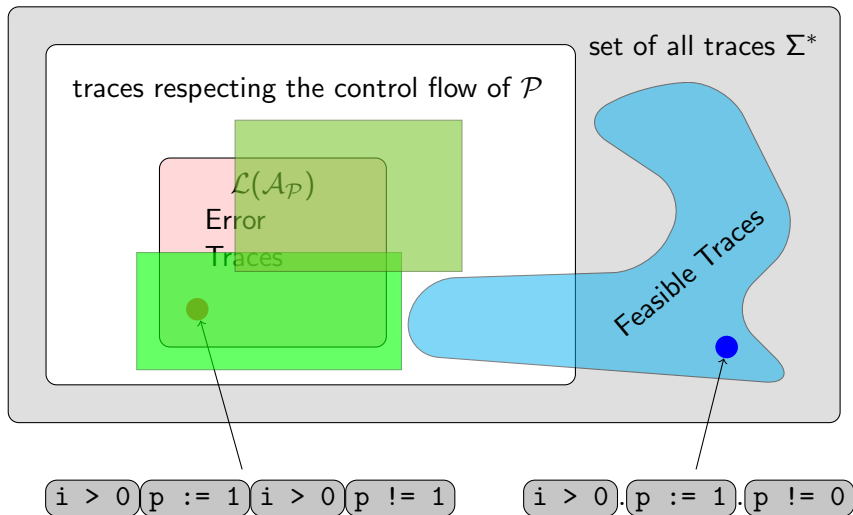 set of all traces Σ*
traces respecting the control flow of 𝒫
ℒ(𝒜_𝒫)
Error
Traces
Feasible Traces
i > 0 p := 1 i > 0 p != 1
i > 0 . p := 1 . p != 0